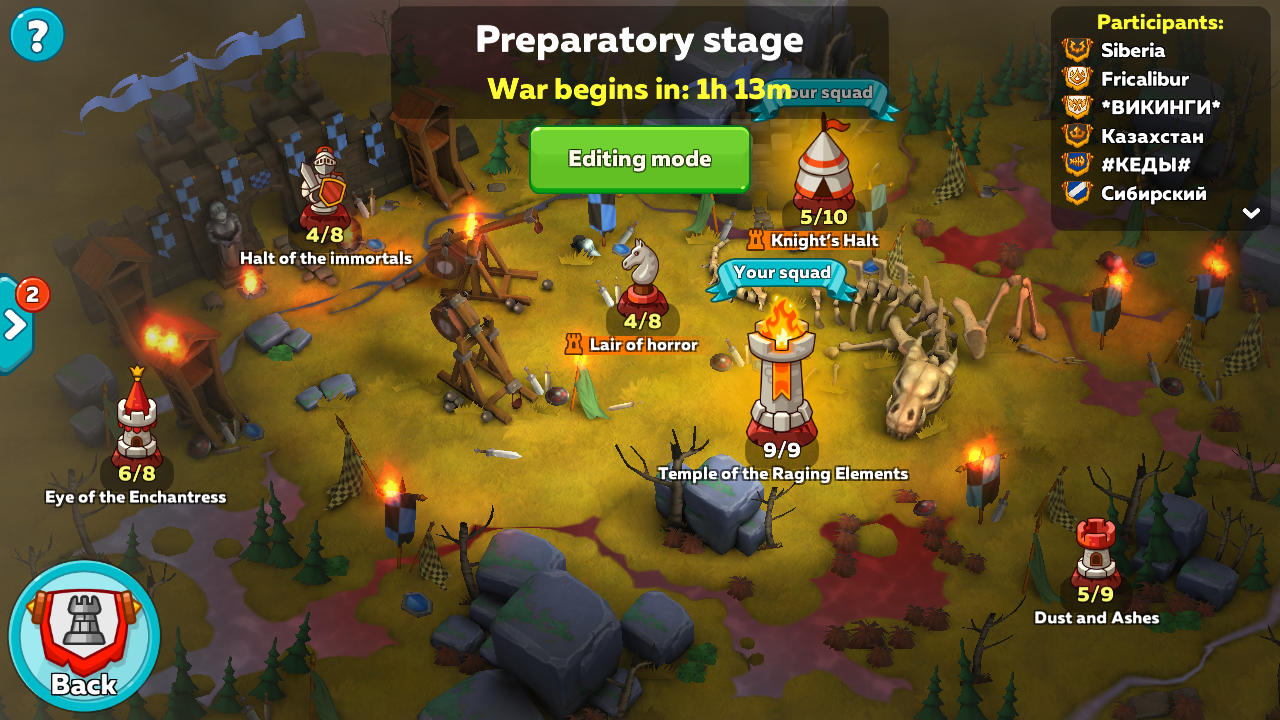 ?
Preparatory stage
War begins in: 1h 13m
our squad
Editing mode
Participants:
Siberia
Fricalibur
*ВИКИНГИ*
Казахстан
#КЕДЫ#
Сибирский
4/8
Halt of the immortals
5/10
Knight's Halt
2
4/8
Lair of horror
Your squad
9/9
Temple of the Raging Elements
6/8
Eye of the Enchantress
5/9
Dust and Ashes
Back